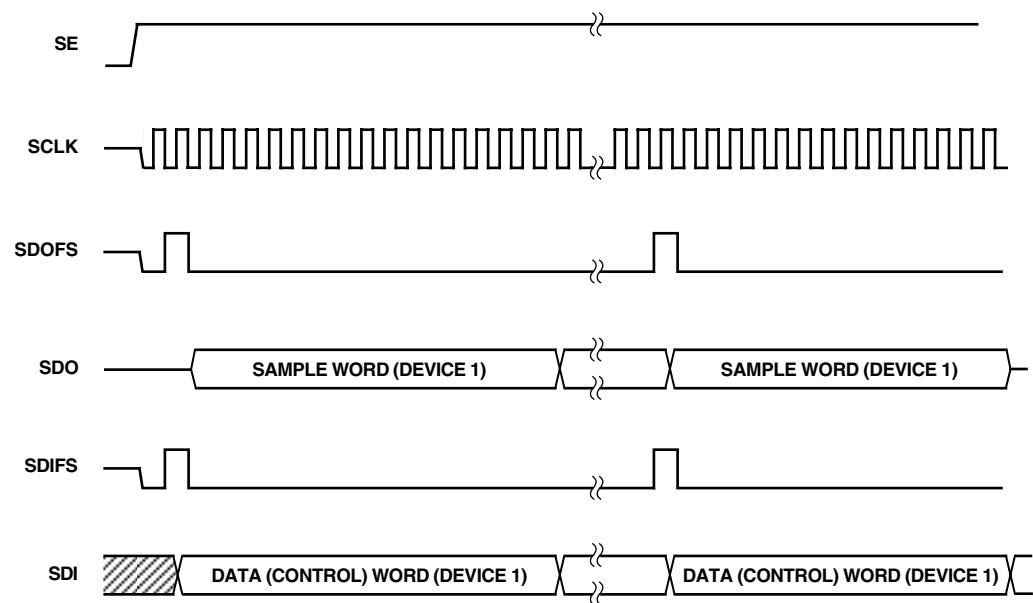 SE
SCLK
SDOFS
SDO
SAMPLE WORD (DEVICE 1) SAMPLE WORD (DEVICE 1)
SDIFS
SDI
DATA (CONTROL) WORD (DEVICE 1) DATA (CONTROL) WORD (DEVICE 1)